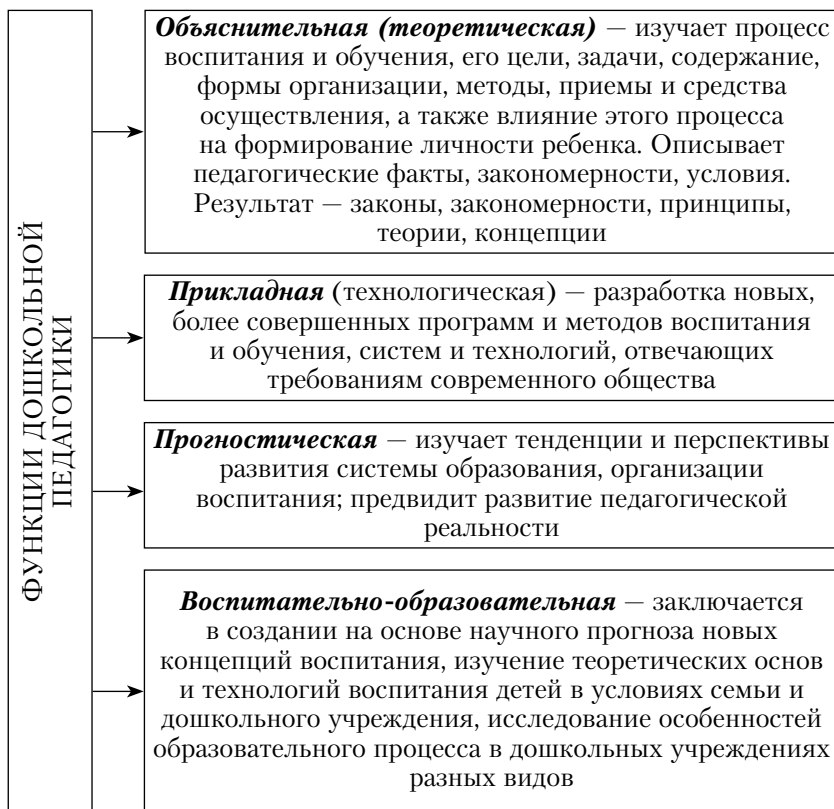 ФУНКЦИИ ДОШКОЛЬНОЙ
ПЕДАГОГИКИ
Объяснительная (теоретическая) — изучает процесс
воспитания и обучения, его цели, задачи, содержание,
формы организации, методы, приемы и средства
осуществления, а также влияние этого процесса
на формирование личности ребенка. Описывает
педагогические факты, закономерности, условия.
Результат — законы, закономерности, принципы,
теории, концепции
Прикладная (технологическая) — разработка новых,
более совершенных программ и методов воспитания
и обучения, систем и технологий, отвечающих
требованиям современного общества
Прогностическая — изучает тенденции и перспективы
развития системы образования, организации
воспитания; предвидит развитие педагогической
реальности
Воспитательно-образовательная — заключается
в создании на основе научного прогноза новых
концепций воспитания, изучение теоретических основ
и технологий воспитания детей в условиях семьи и
дошкольного учреждения, исследование особенностей
образовательного процесса в дошкольных учреждениях
разных видов